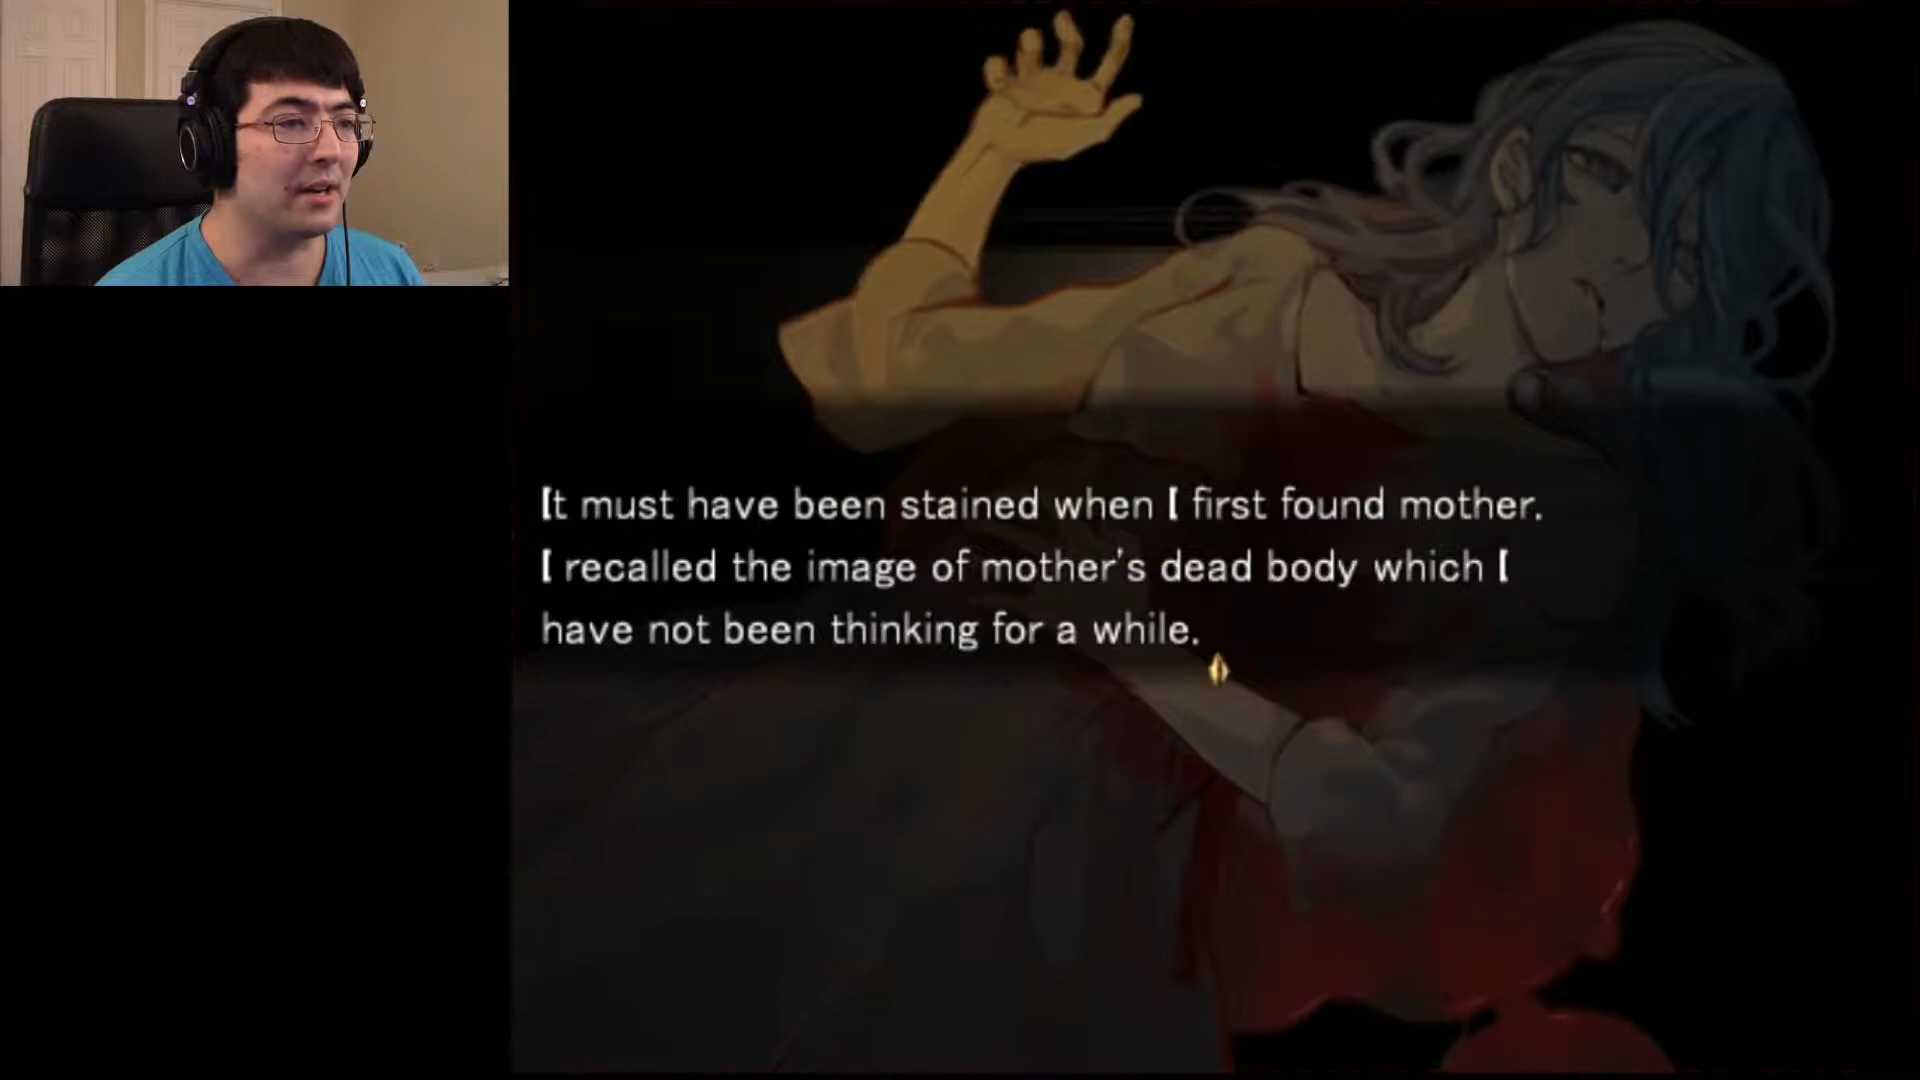 It must have been stained when I first found mother.
I recalled the image of mother's dead body which I
have not been thinking for a while.